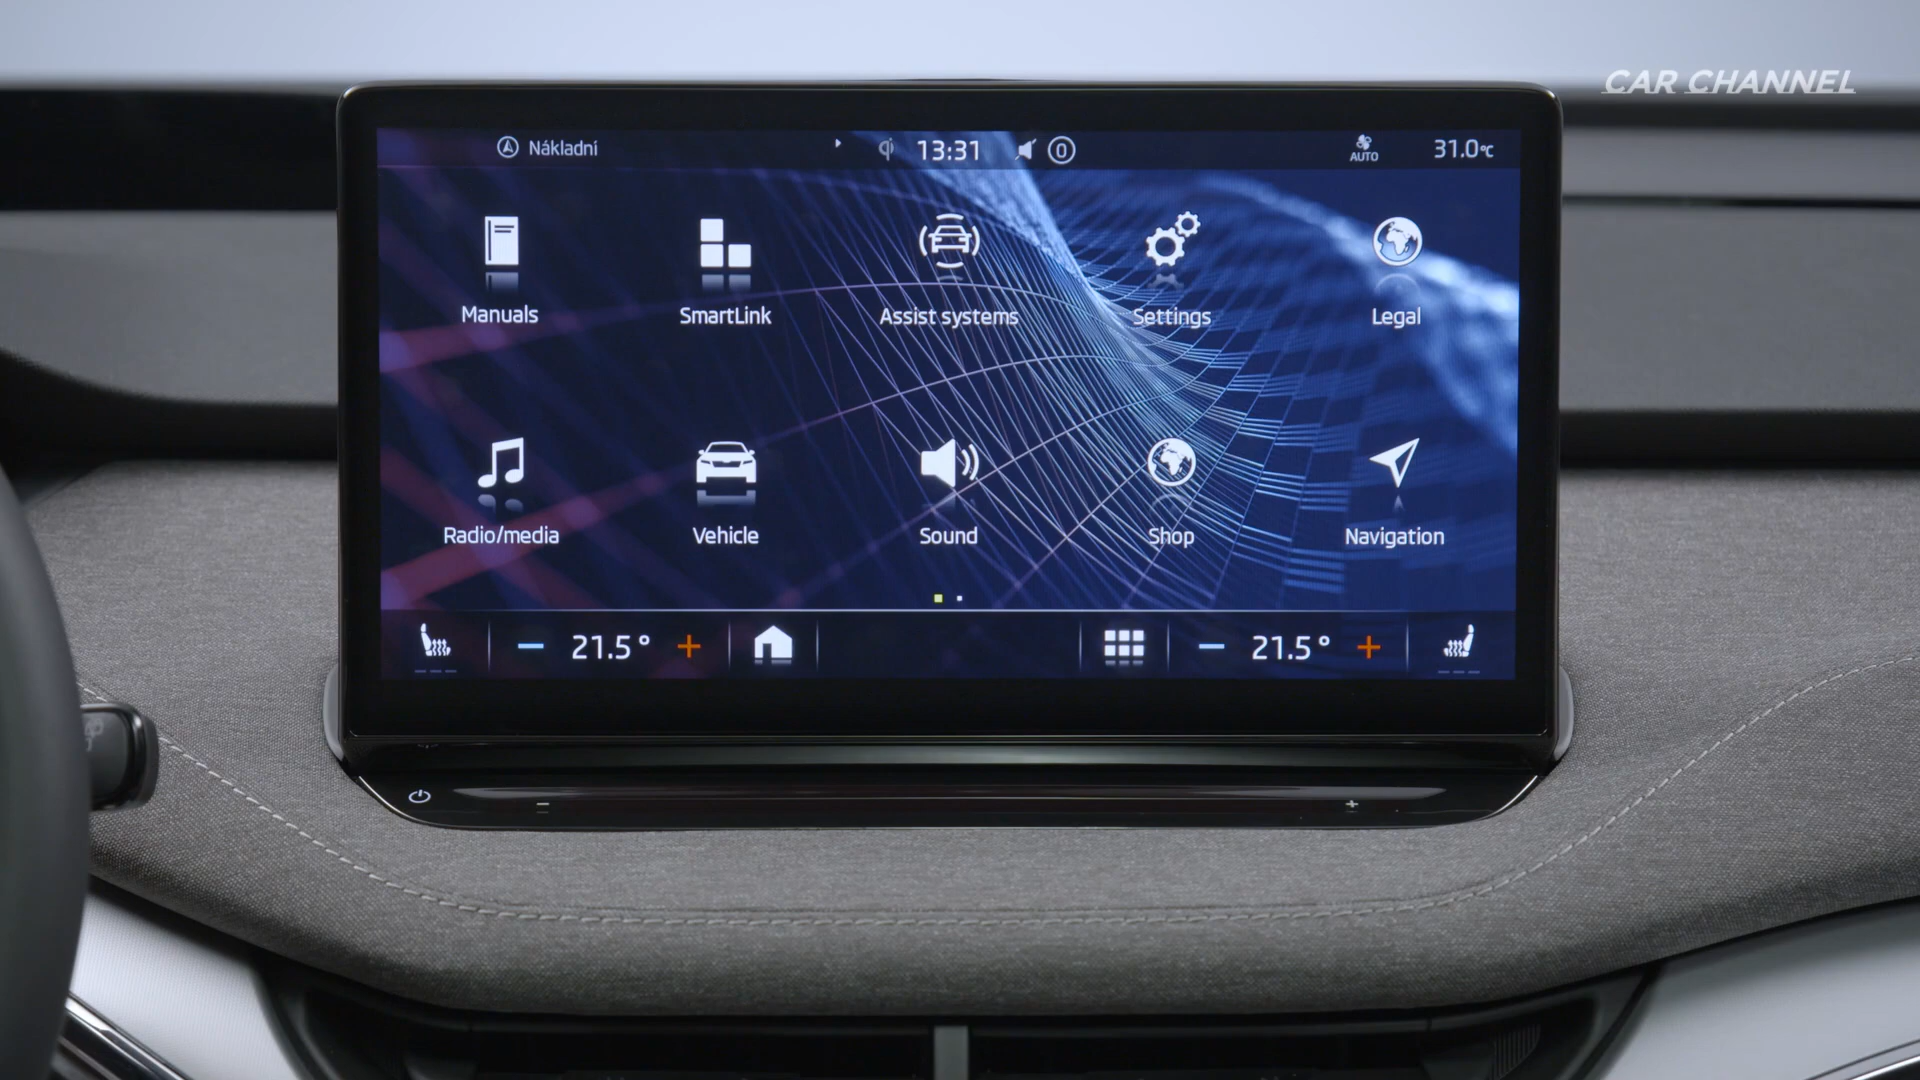 CAR CHANNEL
Nákladní 13:31 0 AUTO 31.0°C
Manuals SmartLink Assist systems Settings Legal
Radio/media Vehicle Sound Shop Navigation
− 21.5° + − 21.5° +
− +